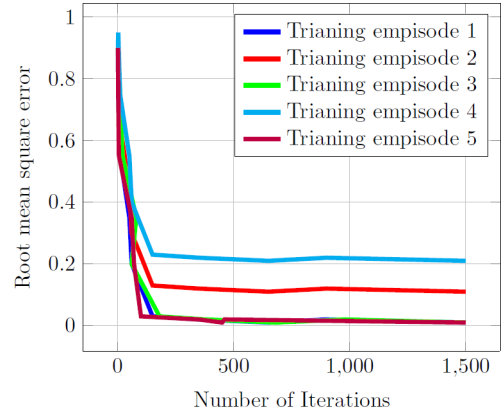 1
0.8
0.6
0.4
0.2
0
0
500
1,000
1,500
Root mean square error
Number of Iterations
Trianing empisode 1
Trianing empisode 2
Trianing empisode 3
Trianing empisode 4
Trianing empisode 5